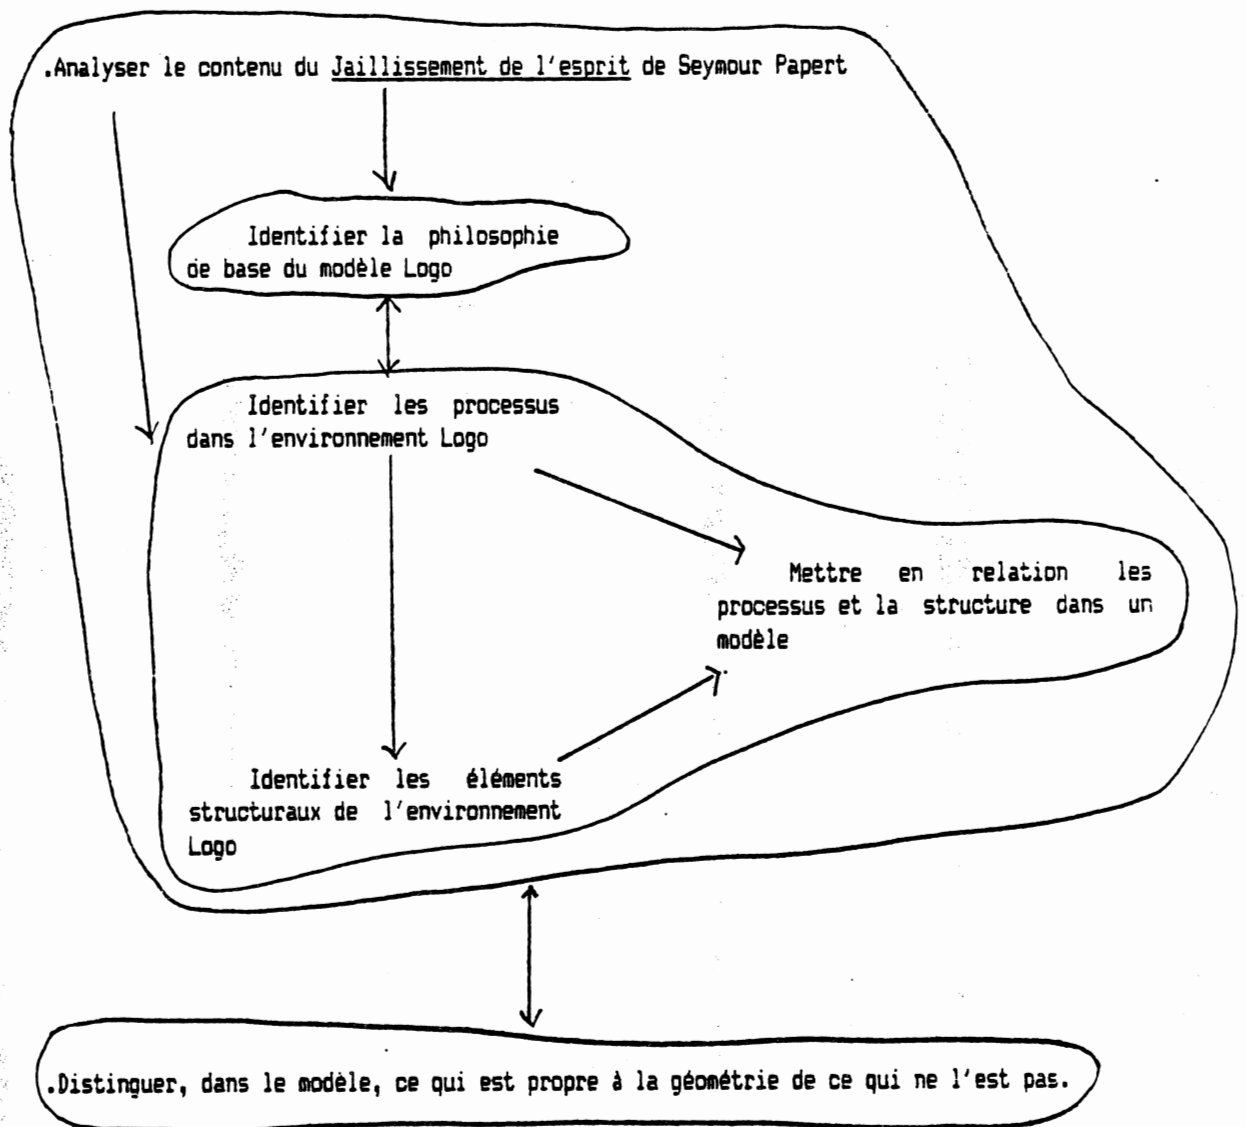 .Analyser le contenu du Jaillissement de l'esprit de Seymour Papert
Identifier la philosophie
de base du modèle Logo
Identifier les processus
dans l'environnement Logo
Mettre en relation les
processus et la structure dans un
modèle
Identifier les éléments
structuraux de l'environnement
Logo
.Distinguer, dans le modèle, ce qui est propre à la géométrie de ce qui ne l'est pas.